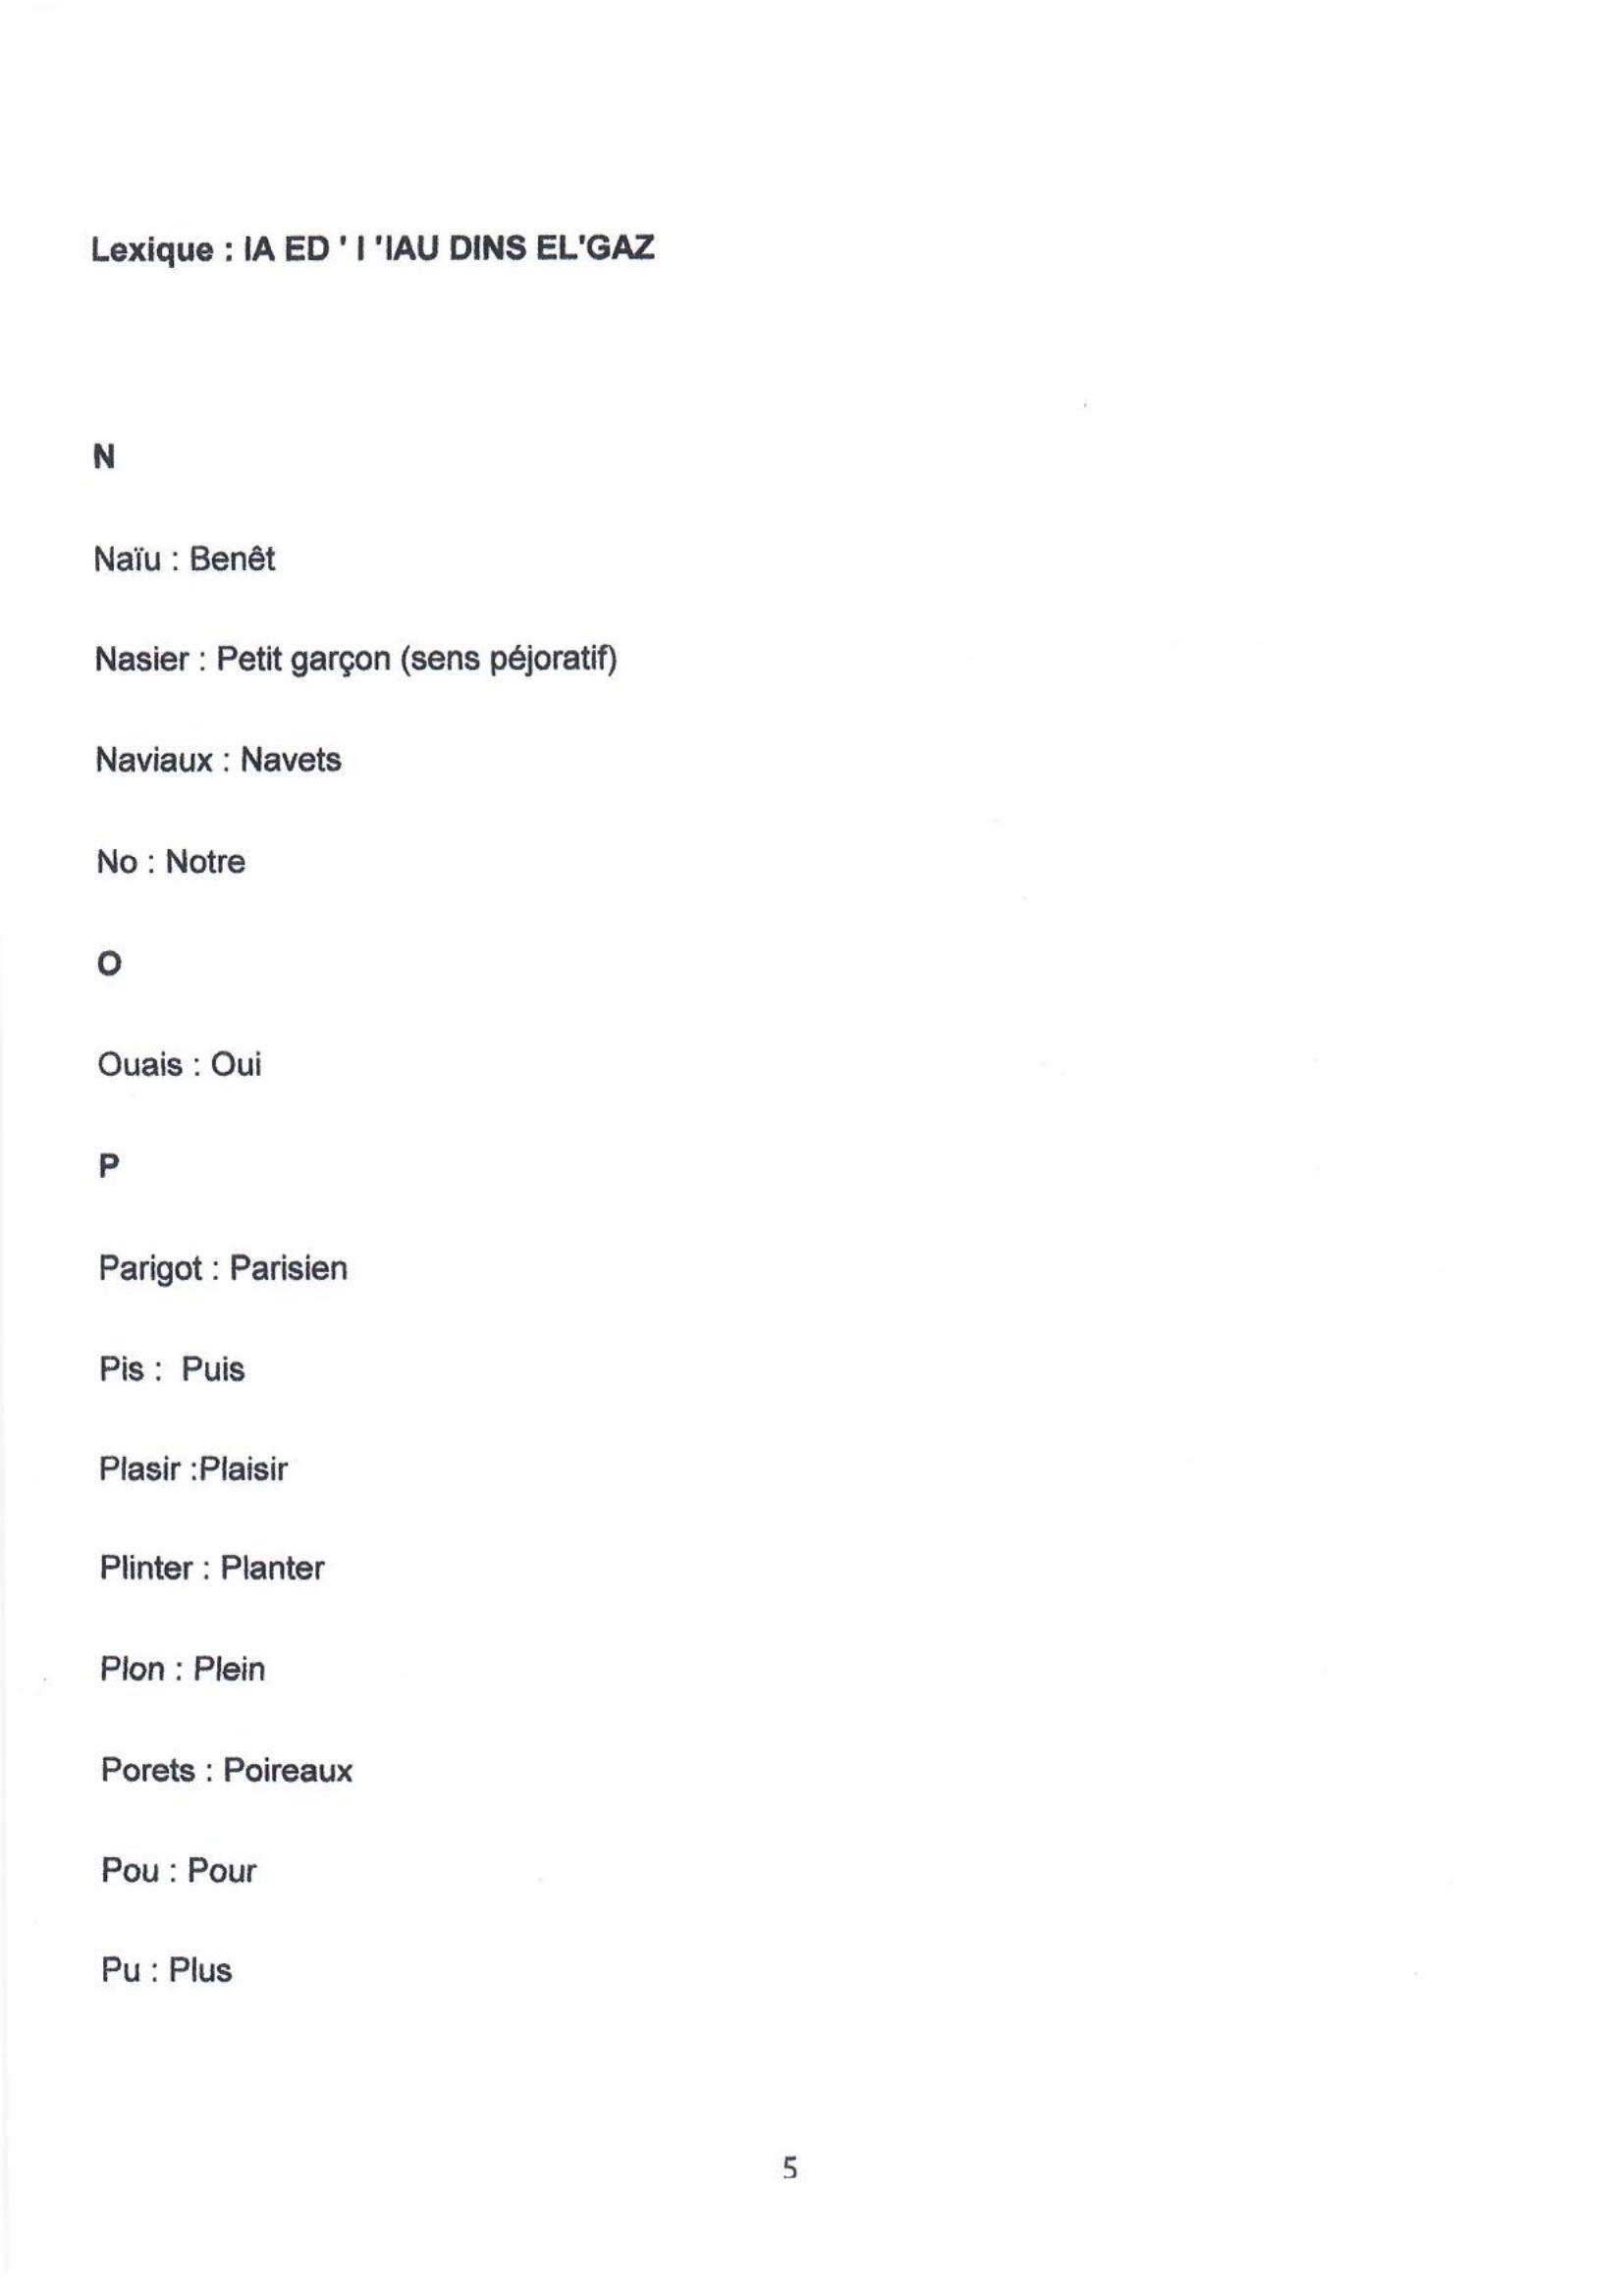 Lexique : IA ED ' I 'IAU DINS EL'GAZ
N
Naïu : Benêt
Nasier : Petit garçon (sens péjoratif)
Naviaux : Navets
No : Notre
O
Ouais : Oui
P
Parigot : Parisien
Pis :  Puis
Plasir :Plaisir
Plinter : Planter
Plon : Plein
Porets : Poireaux
Pou : Pour
Pu : Plus
5